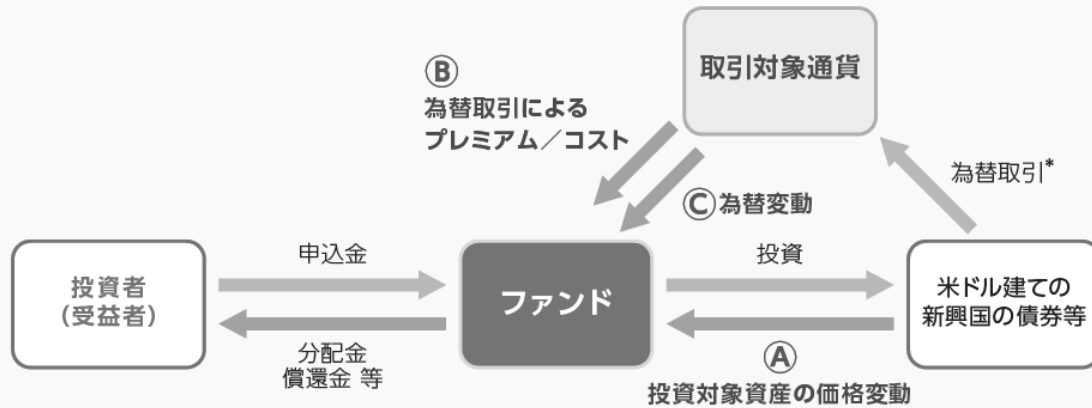 取引対象通貨
Ⓑ
為替取引による
プレミアム／コスト
為替取引*
Ⓒ為替変動
投資者
(受益者)
申込金
分配金
償還金 等
ファンド
投資
米ドル建ての
新興国の債券等
Ⓐ
投資対象資産の価格変動